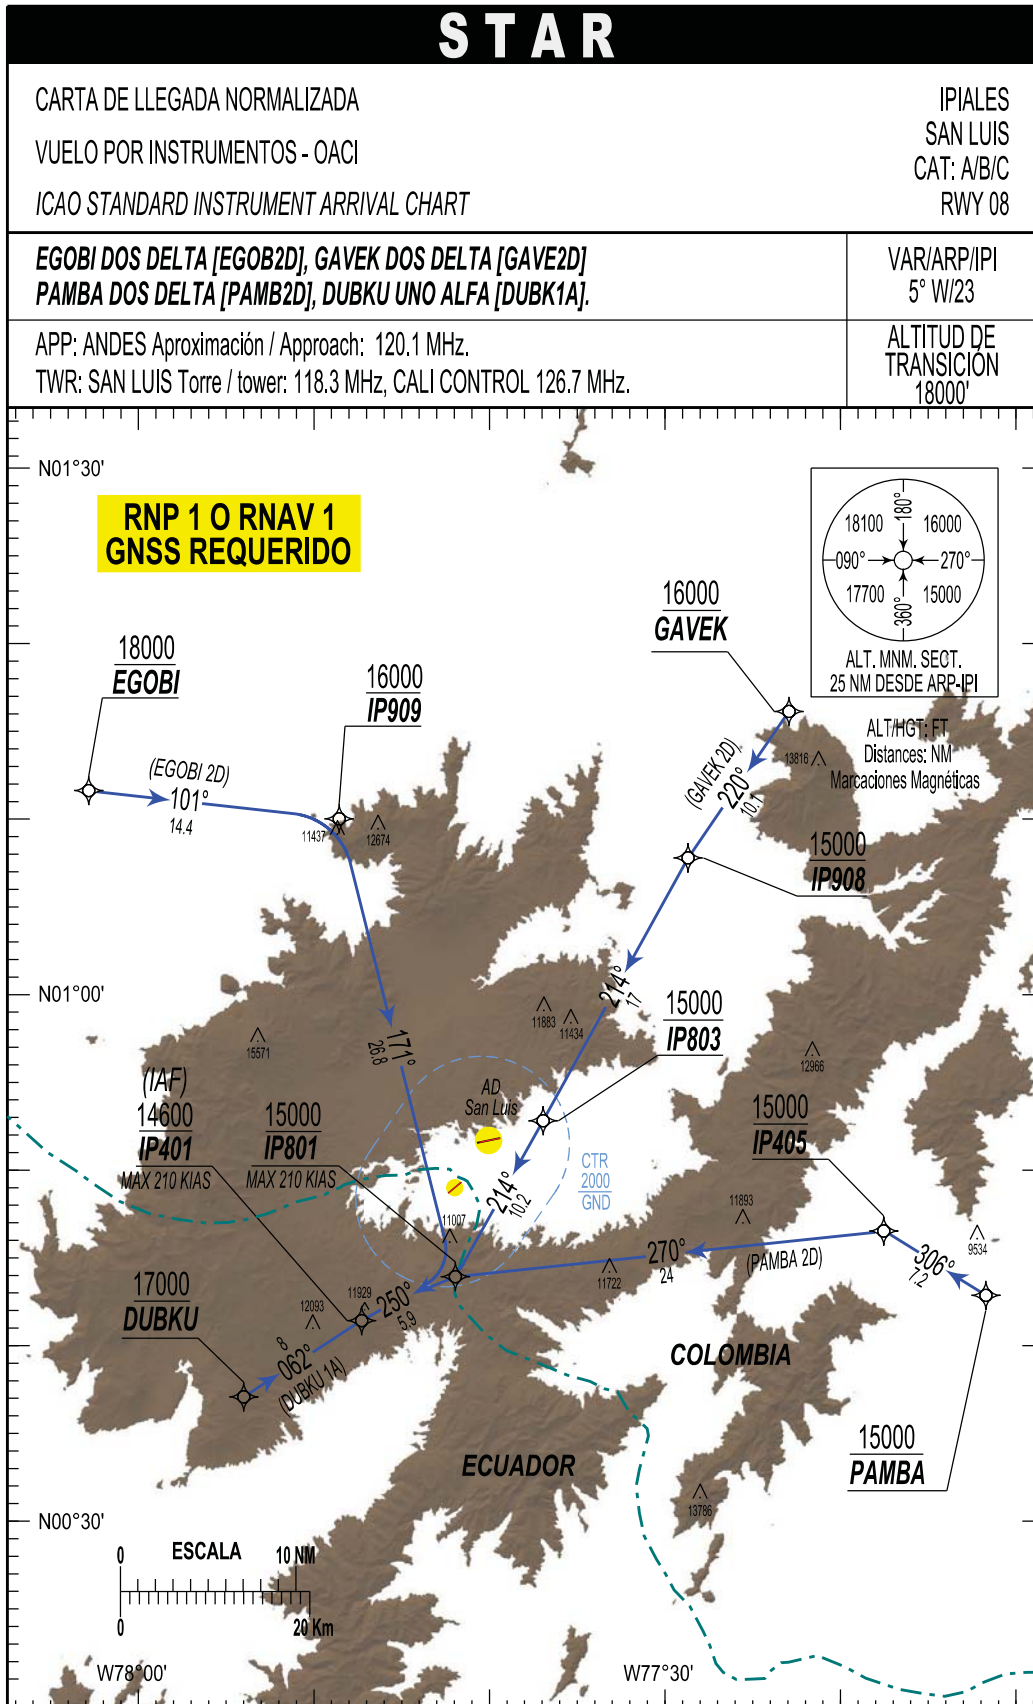 STAR
CARTA DE LLEGADA NORMALIZADA
VUELO POR INSTRUMENTOS - OACI
ICAO STANDARD INSTRUMENT ARRIVAL CHART
IPIALES
SAN LUIS
CAT: A/B/C
RWY 08
EGOBI DOS DELTA [EGOB2D], GAVEK DOS DELTA [GAVE2D]
PAMBA DOS DELTA [PAMB2D], DUBKU UNO ALFA [DUBK1A].
VAR/ARP/IPI
5° W/23
APP: ANDES Aproximación / Approach: 120.1 MHz.
TWR: SAN LUIS Torre / tower: 118.3 MHz, CALI CONTROL 126.7 MHz.
ALTITUD DE
TRANSICIÓN
18000'
N01°30'
RNP 1 O RNAV 1
GNSS REQUERIDO
180°
18100
16000
090°
270°
17700
15000
360°
ALT. MNM. SECT.
25 NM DESDE ARP-IPI
ALT/HGT: FT
Distances: NM
Marcaciones Magnéticas
16000
GAVEK
18000
EGOBI
16000
IP909
(EGOBI 2D)
101°
14.4
11437
12674
(GAVEK 2D)
220°
10.1
13816
15000
IP908
N01°00'
214°
17
11883
11434
15000
IP803
171°
26.8
15571
12966
AD
San Luis
(IAF)
14600
IP401
MAX 210 KIAS
15000
IP801
MAX 210 KIAS
15000
IP405
CTR
2000
GND
214°
10.2
11007
11893
9534
270°
24
(PAMBA 2D)
306°
7.2
11722
17000
DUBKU
12093
11929
250°
5.9
8
062°
(DUBKU 1A)
COLOMBIA
ECUADOR
15000
PAMBA
13786
N00°30'
0
ESCALA
10 NM
0
20 Km
W78°00'
W77°30'